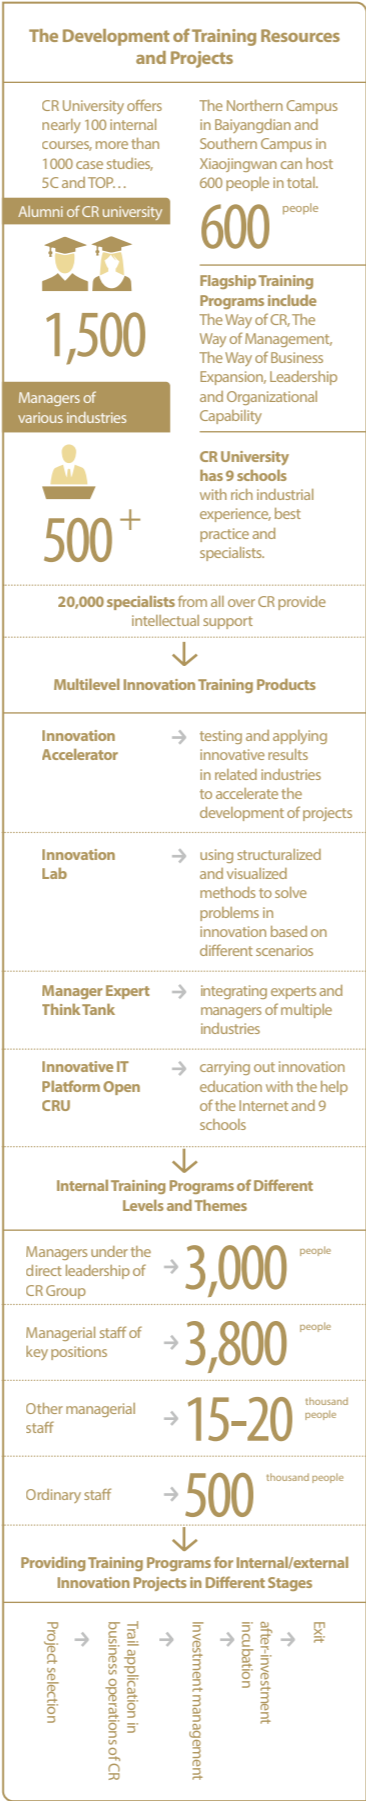 The Development of Training Resources
and Projects
CR University offers
nearly 100 internal
courses, more than
1000 case studies,
5C and TOP…
Alumni of CR university
1,500
Managers of
various industries
500+
The Northern Campus
in Baiyangdian and
Southern Campus in
Xiaojingwan can host
600 people in total.
600 people
Flagship Training
Programs include
The Way of CR, The
Way of Management,
The Way of Business
Expansion, Leadership
and Organizational
Capability
CR University
has 9 schools
with rich industrial
experience, best
practice and
specialists.
20,000 specialists from all over CR provide
intellectual support
Multilevel Innovation Training Products
Innovation
Accelerator
testing and applying
innovative results
in related industries
to accelerate the
development of projects
Innovation
Lab
using structuralized
and visualized
methods to solve
problems in
innovation based on
different scenarios
Manager Expert
Think Tank
integrating experts and
managers of multiple
industries
Innovative IT
Platform Open
CRU
carrying out innovation
education with the help
of the Internet and 9
schools
Internal Training Programs of Different
Levels and Themes
Managers under the
direct leadership of
CR Group
3,000 people
Managerial staff of
key positions
3,800 people
Other managerial
staff
15-20 thousand
people
Ordinary staff
500 thousand people
Providing Training Programs for Internal/external
Innovation Projects in Different Stages
Project selection
Trail application in
business operations of CR
Investment management
after-investment
incubation
Exit